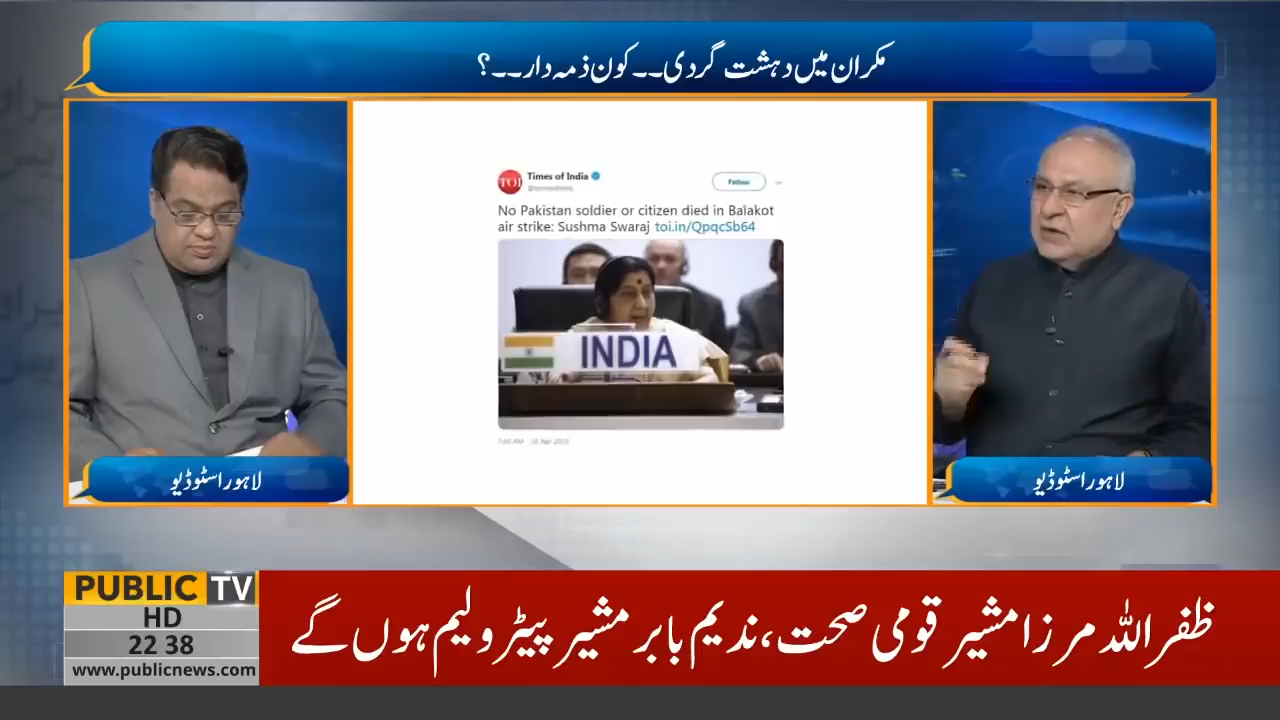 مکران میں دہشت گردی۔۔کون ذمہ دار۔۔؟
TOI
Times of India
Follow
No Pakistan soldier or citizen died in Balakot
air strike: Sushma Swaraj toi.in/QpqcSb64
INDIA
لاہور اسٹوڈیو
لاہور اسٹوڈیو
PUBLIC TV
HD
22 38
www.publicnews.com
ظفر اللہ مرزا مشیر قومی صحت، ندیم بابر مشیر پیٹرولیم ہوں گے